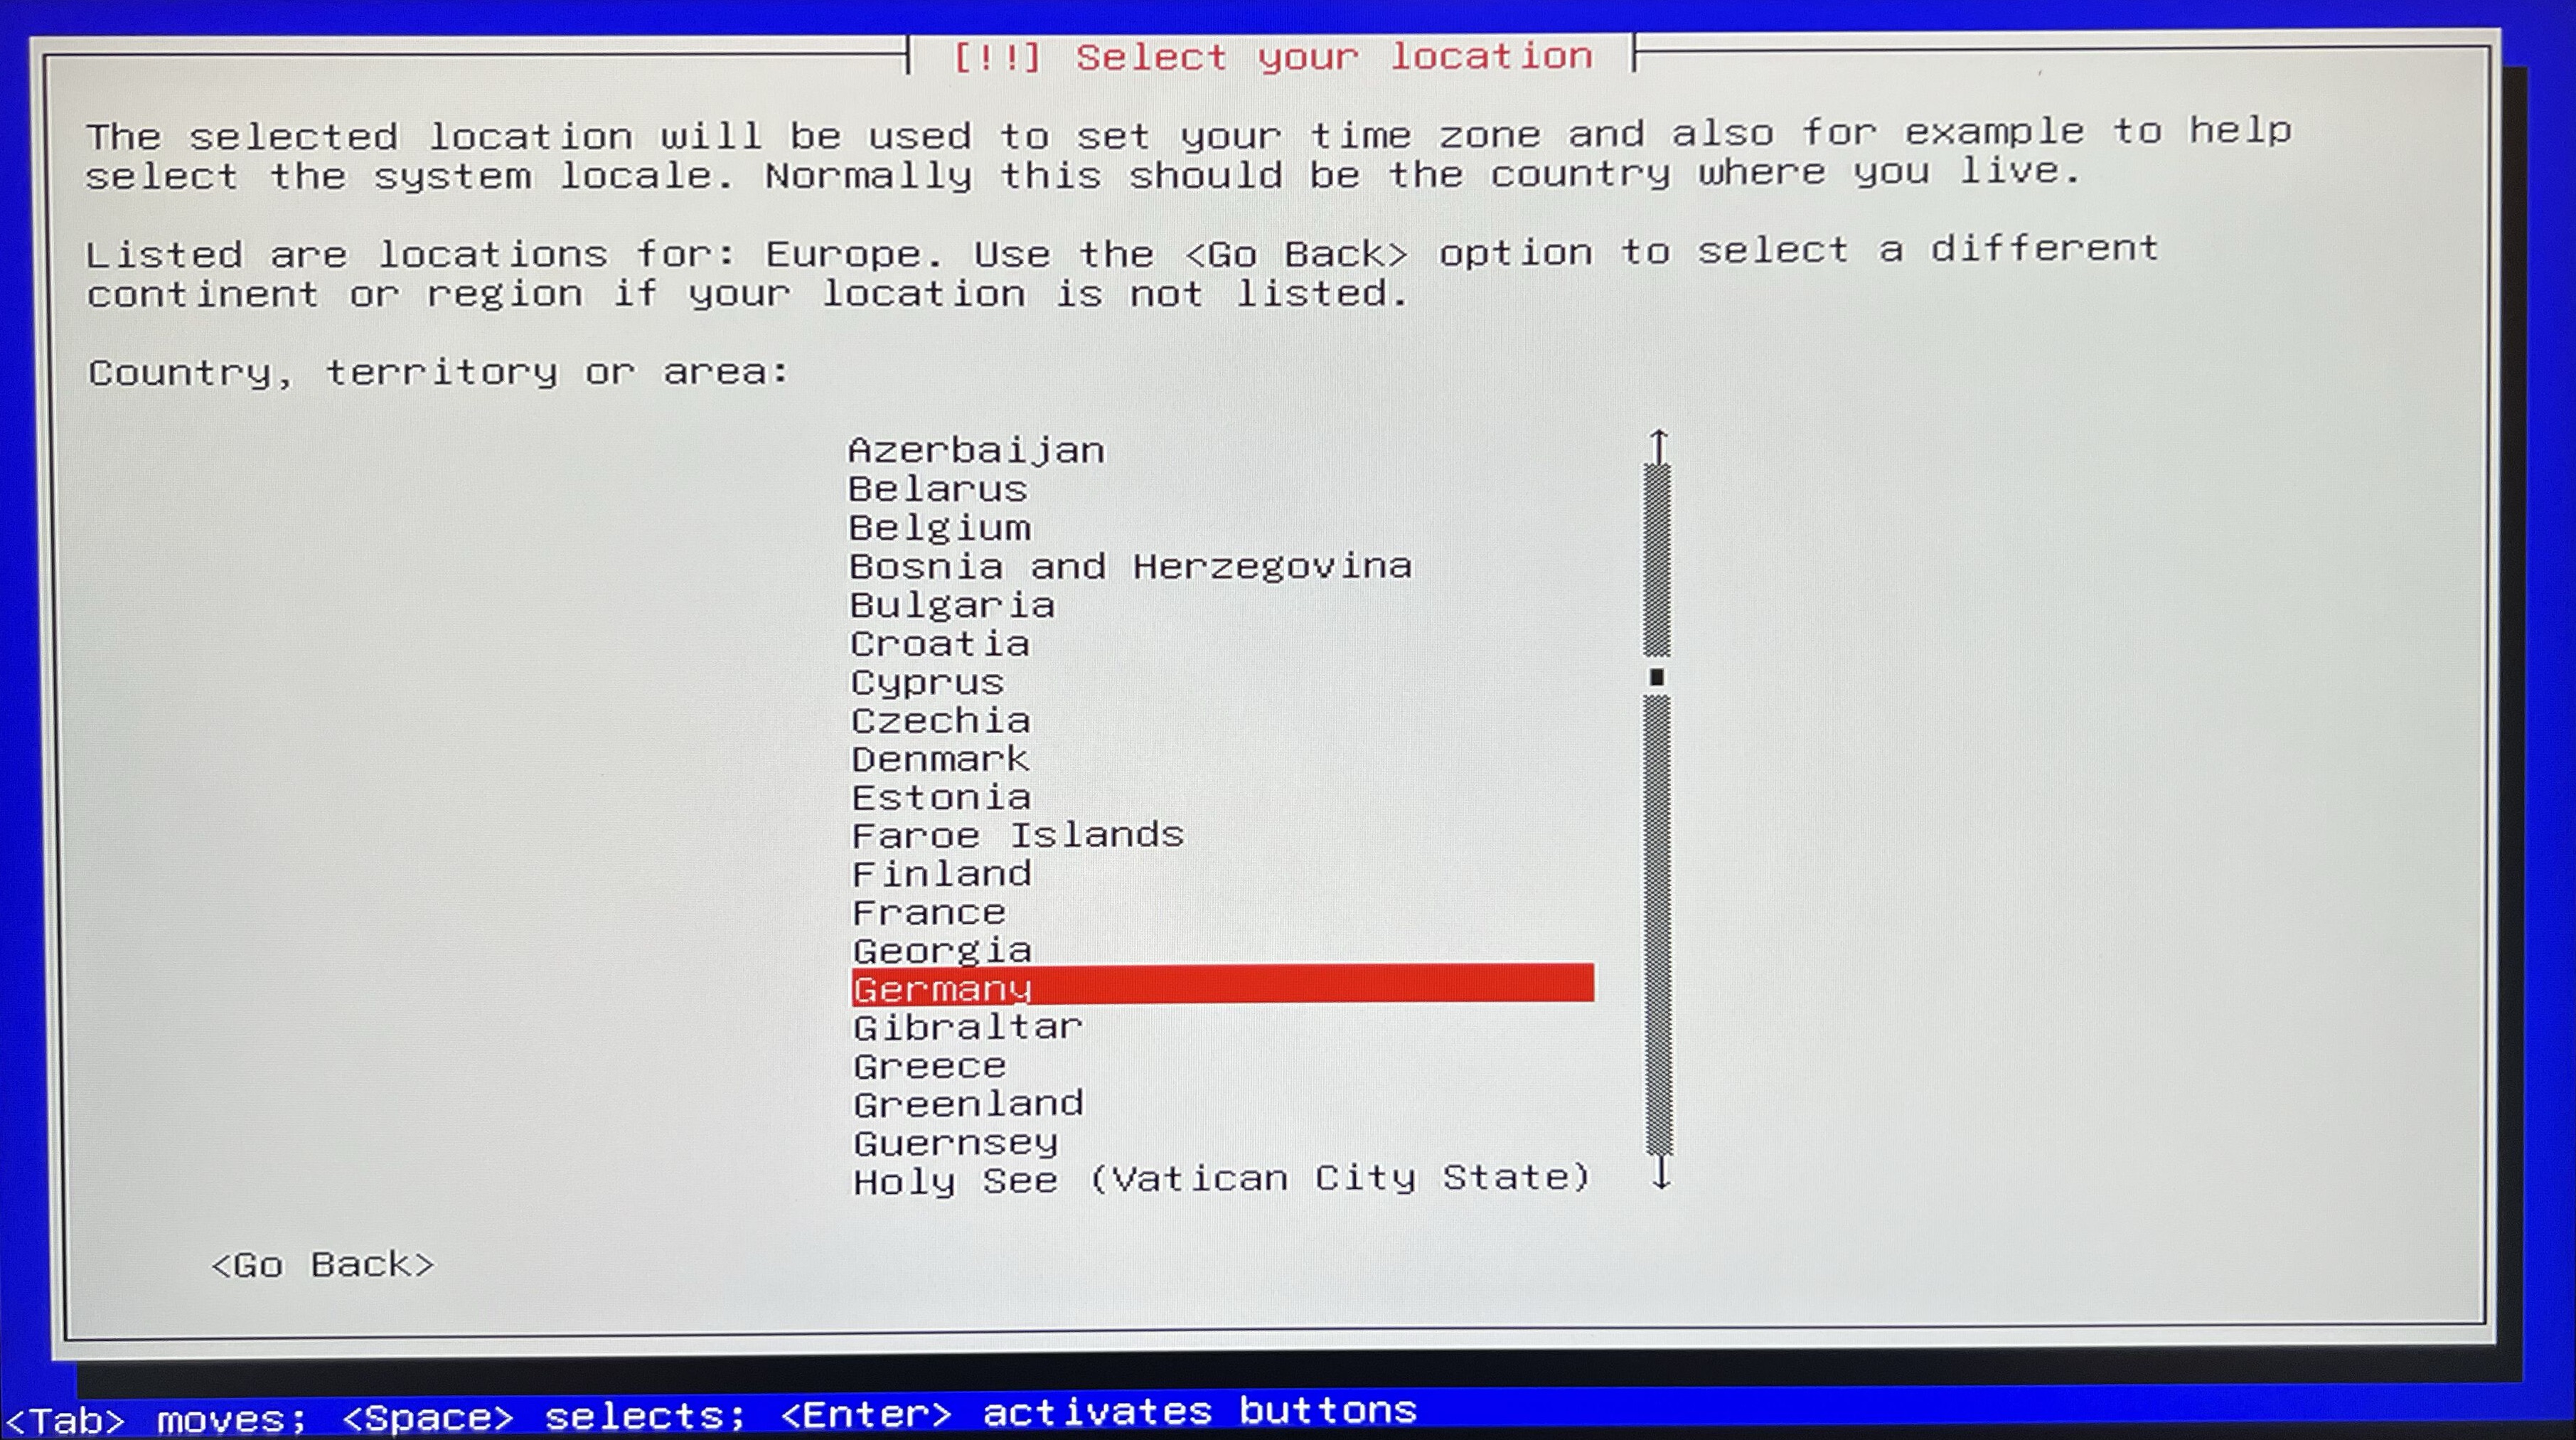 [!!] Select your location
The selected location will be used to set your time zone and also for example to help
select the system locale. Normally this should be the country where you live.
Listed are locations for: Europe. Use the <Go Back> option to select a different
continent or region if your location is not listed.
Country, territory or area:
Azerbaijan
Belarus
Belgium
Bosnia and Herzegovina
Bulgaria
Croatia
Cyprus
Czechia
Denmark
Estonia
Faroe Islands
Finland
France
Georgia
Germany
Gibraltar
Greece
Greenland
Guernsey
Holy See (Vatican City State)
<Go Back>
<Tab> moves; <Space> selects; <Enter> activates buttons